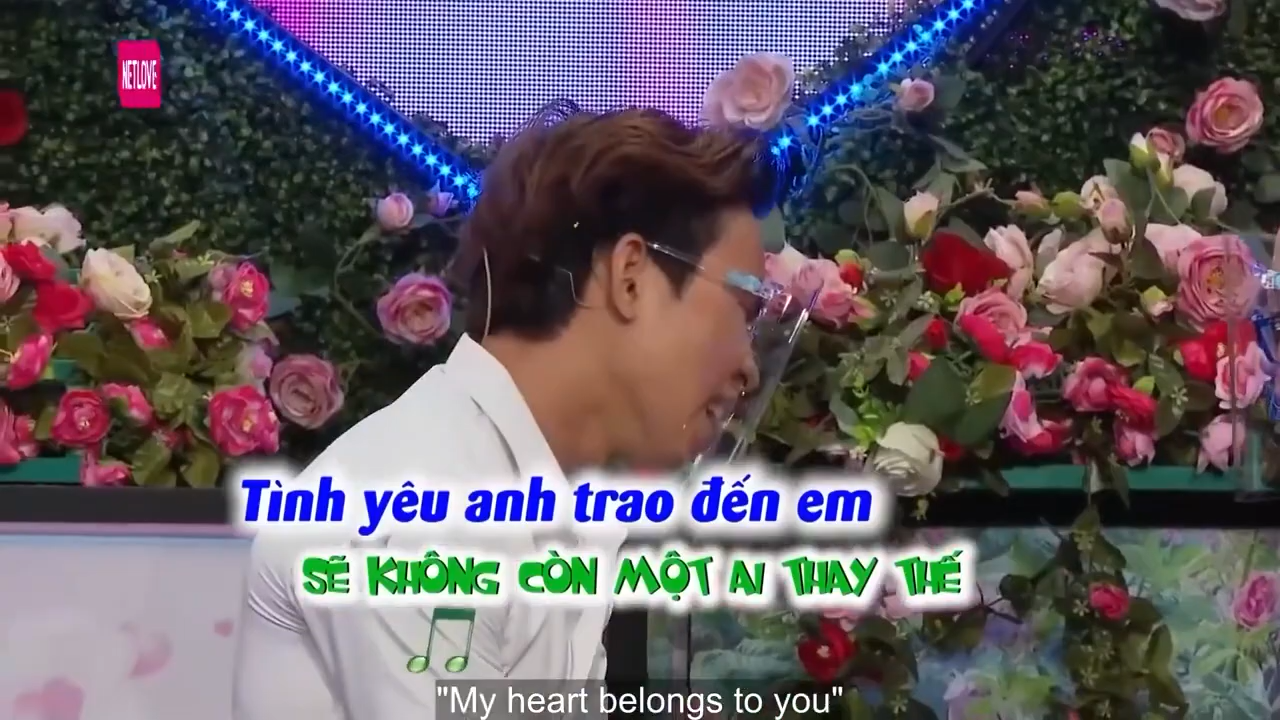 NETLOVE
Tình yêu anh trao đến em
SẼ KHÔNG CÒN MỘT AI THAY THẾ
"My heart belongs to you"